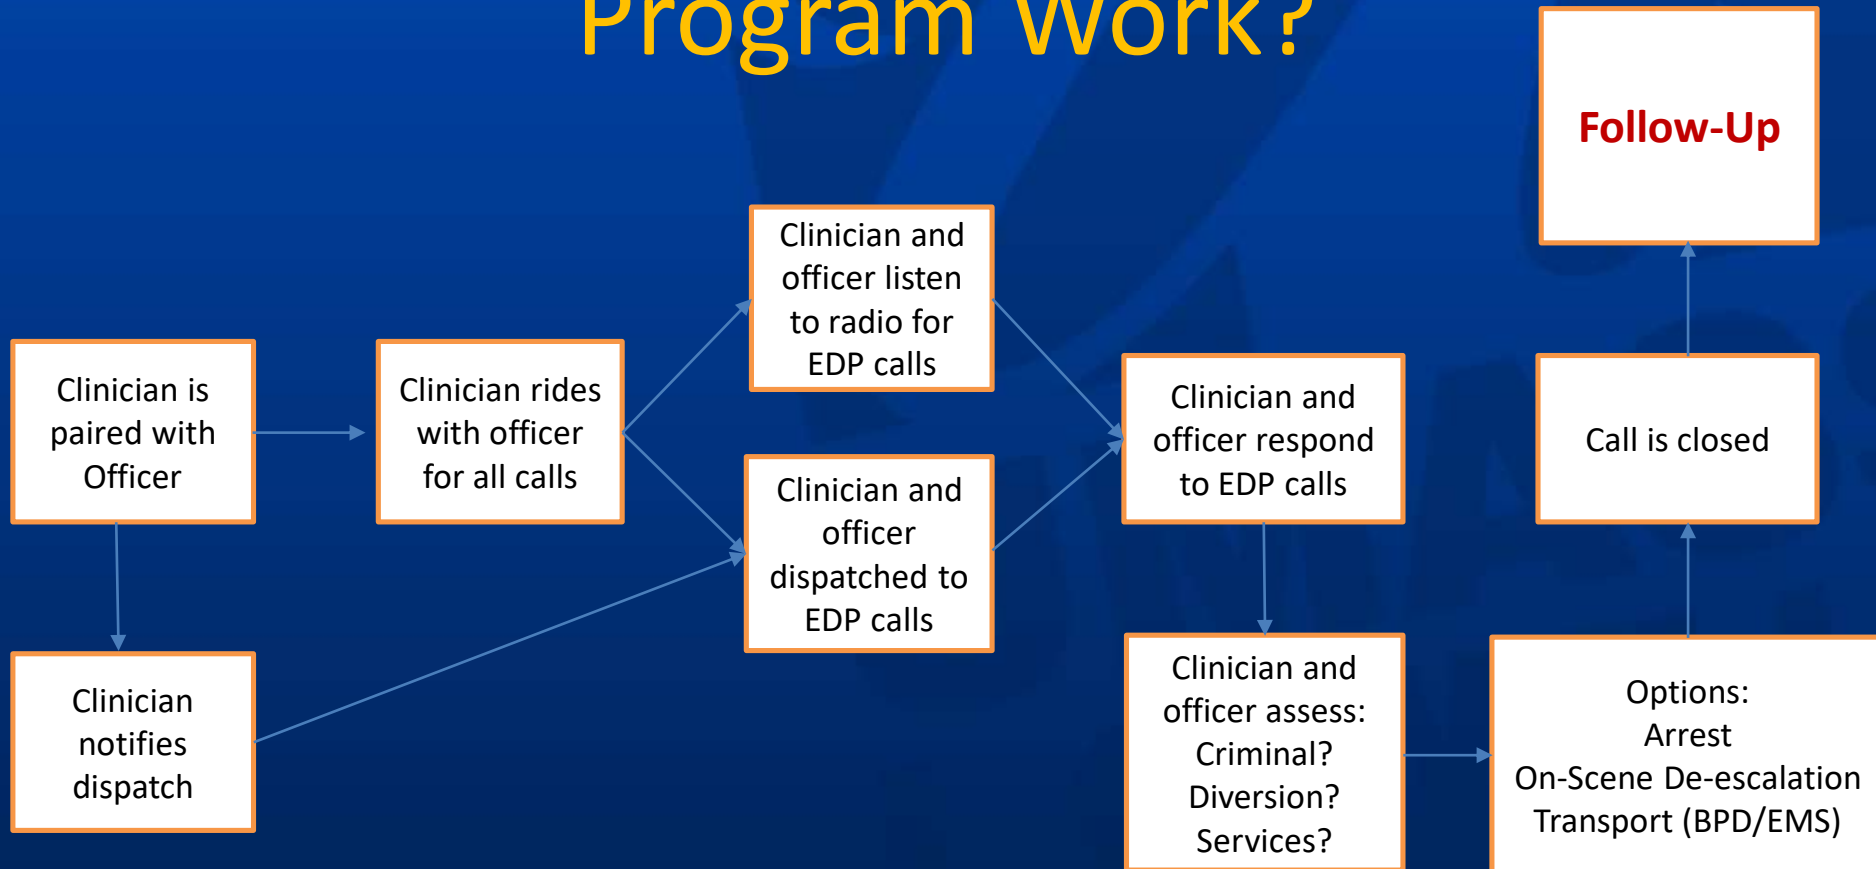 Program Work?
Follow-Up
Clinician and
officer listen
to radio for
EDP calls
Clinician is
paired with
Officer
Clinician rides
with officer
for all calls
Clinician and
officer
dispatched to
EDP calls
Clinician and
officer respond
to EDP calls
Call is closed
Clinician
notifies
dispatch
Clinician and
officer assess:
Criminal?
Diversion?
Services?
Options:
Arrest
On-Scene De-escalation
Transport (BPD/EMS)